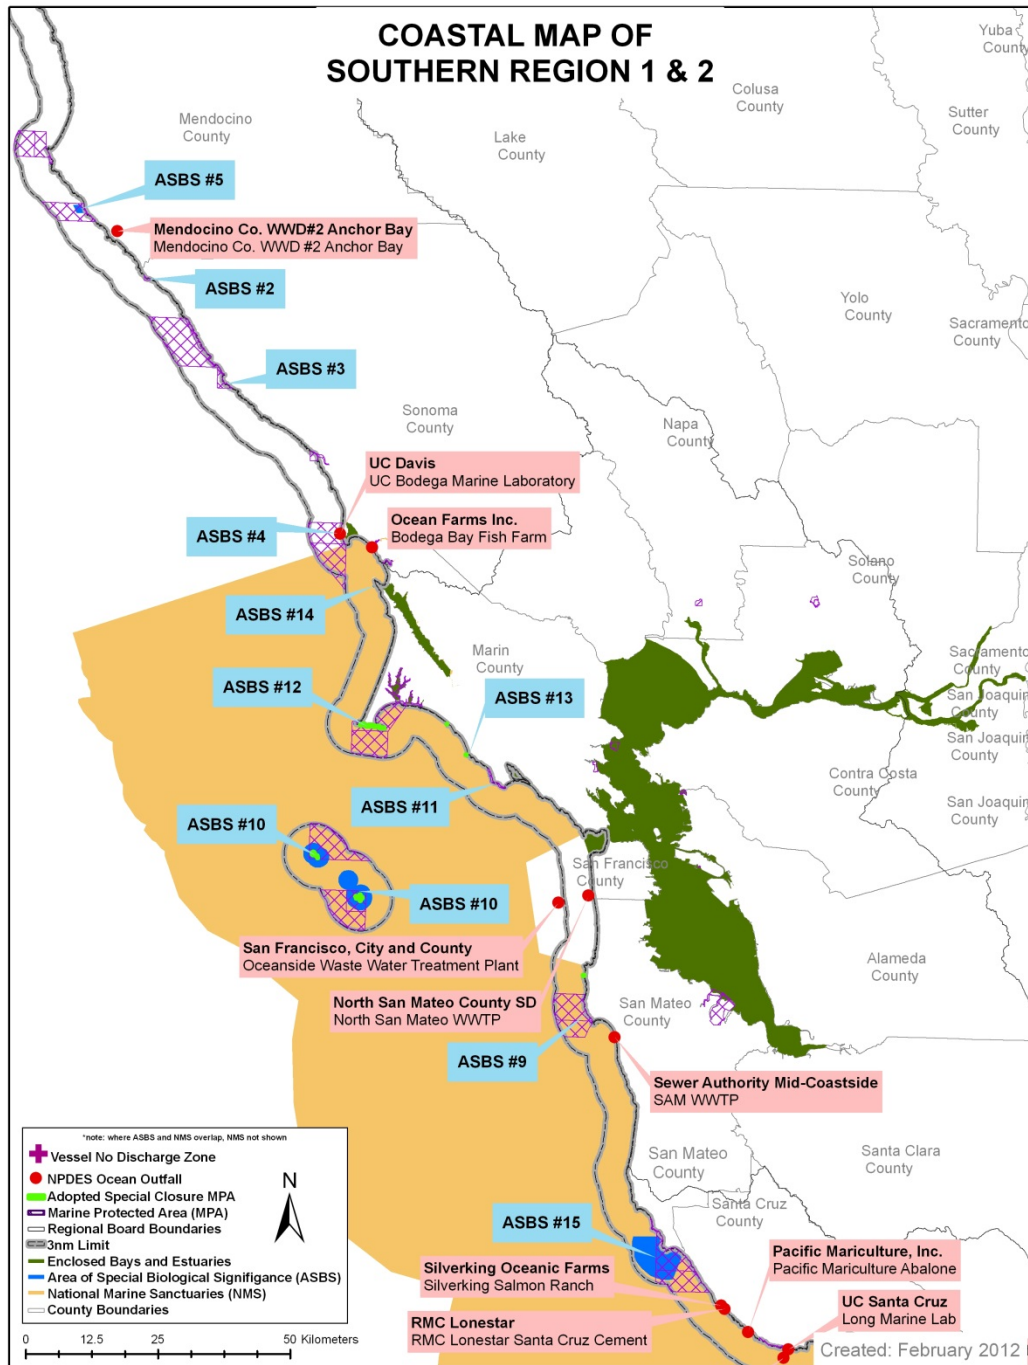 COASTAL MAP OF
SOUTHERN REGION 1 & 2
Yuba
County
Colusa
County
Sutter
County
Mendocino
County
Lake
County
ASBS #5
Mendocino Co. WWD#2 Anchor Bay
Mendocino Co. WWD #2 Anchor Bay
ASBS #2
Yolo
County
Sacramento
County
ASBS #3
Sonoma
County
Napa
County
UC Davis
UC Bodega Marine Laboratory
ASBS #4
Ocean Farms Inc.
Bodega Bay Fish Farm
Solano
County
ASBS #14
Marin
County
Sacramento
County
ASBS #12
ASBS #13
San Joaquin
County
San Joaquin
County
Contra Costa
County
ASBS #11
San Joaquin
County
ASBS #10
San Francisco
County
ASBS #10
San Francisco, City and County
Oceanside Waste Water Treatment Plant
Alameda
County
North San Mateo County SD
North San Mateo WWTP
San Mateo
County
ASBS #9
Sewer Authority Mid-Coastside
SAM WWTP
San Mateo
County
Santa Clara
County
Santa Cruz
County
ASBS #15
Pacific Mariculture, Inc.
Pacific Mariculture Abalone
Silverking Oceanic Farms
Silverking Salmon Ranch
RMC Lonestar
RMC Lonestar Santa Cruz Cement
UC Santa Cruz
Long Marine Lab
*note: where ASBS and NMS overlap, NMS not shown
Vessel No Discharge Zone
NPDES Ocean Outfall
Adopted Special Closure MPA
Marine Protected Area (MPA)
Regional Board Boundaries
3nm Limit
Enclosed Bays and Estuaries
Area of Special Biological Signifigance (ASBS)
National Marine Sanctuaries (NMS)
County Boundaries
N
0 12.5 25 50 Kilometers
Created: February 2012